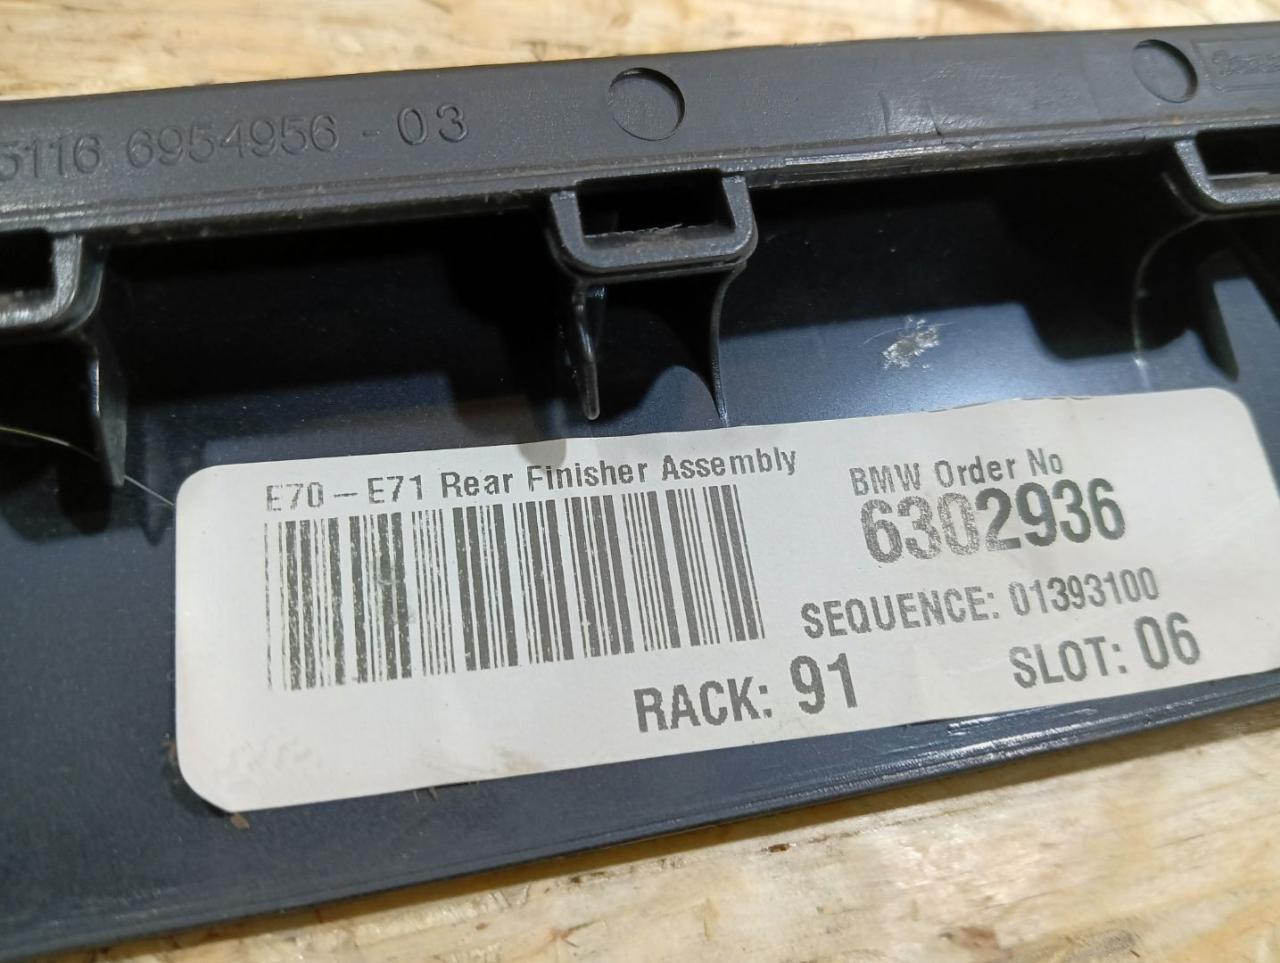 5116 6954956 - 03
E70 - E71 Rear Finisher Assembly
BMW Order No
6302936
SEQUENCE: 01393100
RACK: 91
SLOT: 06